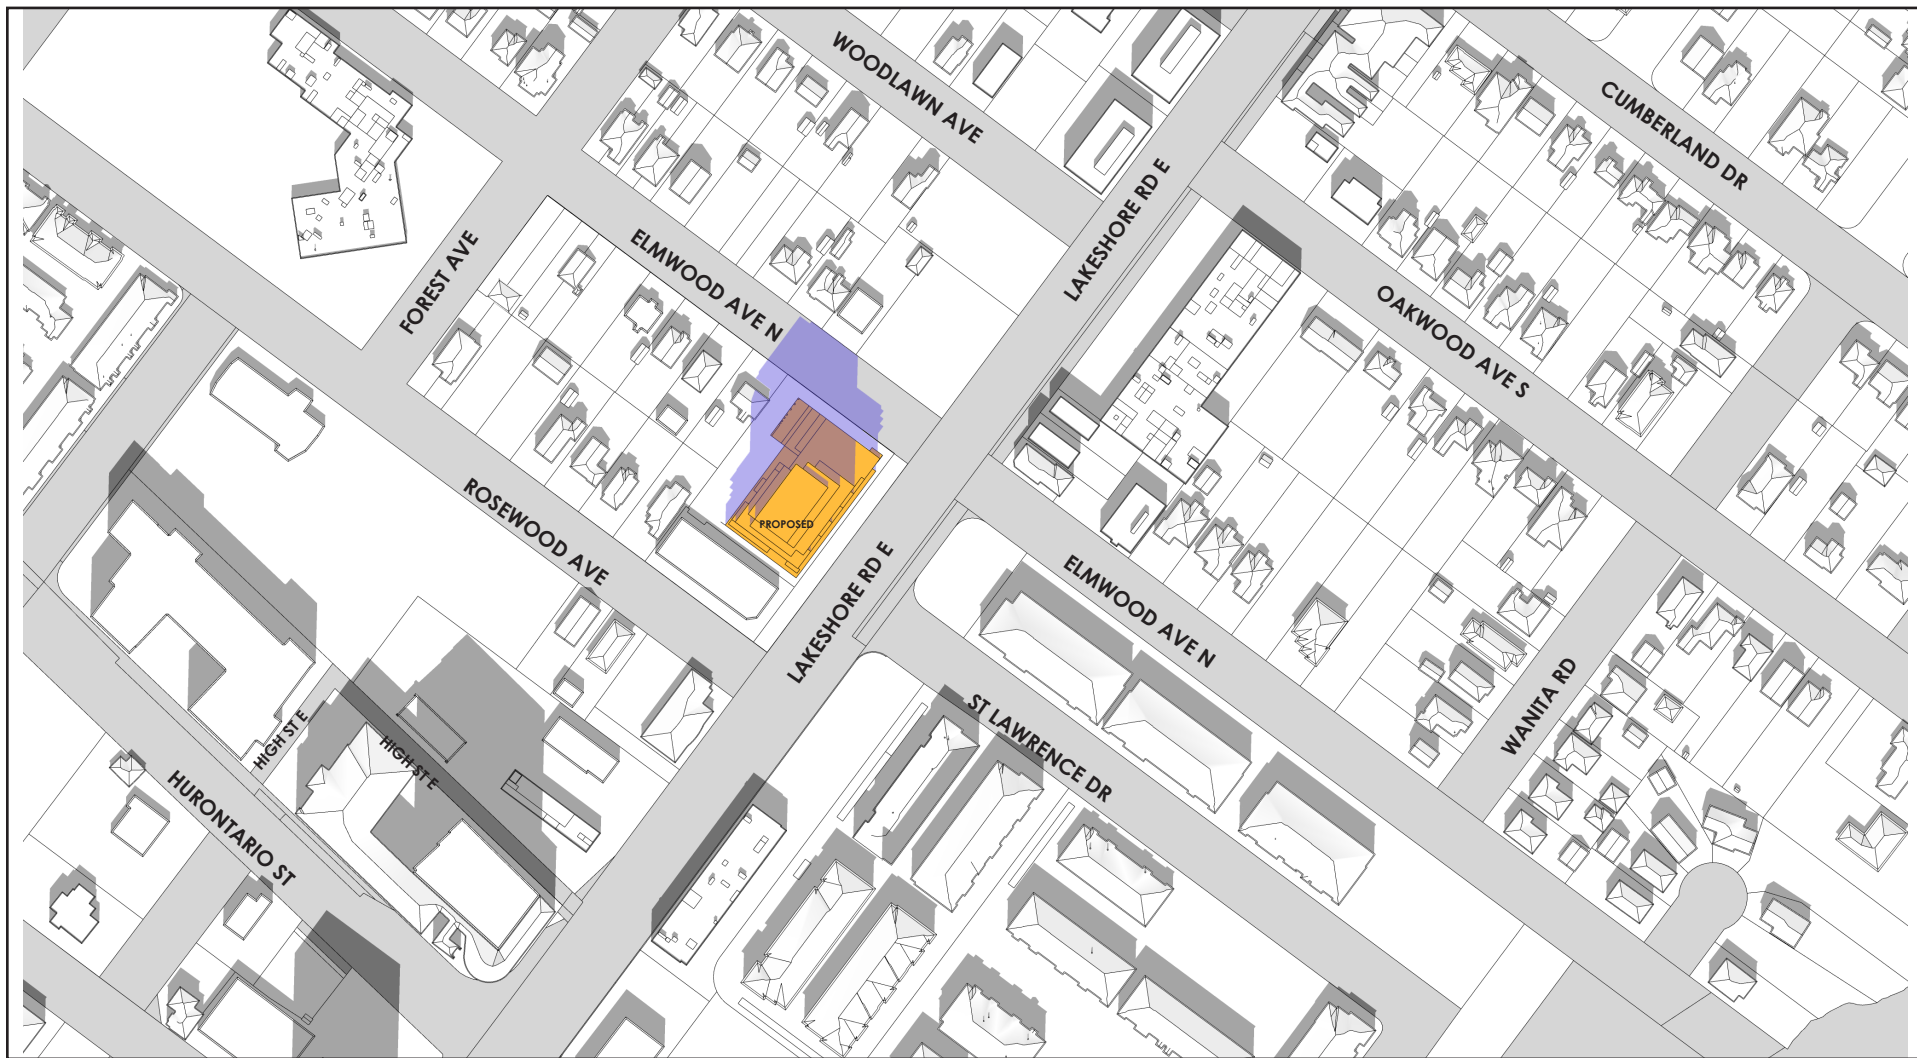 WOODLAWN AVE
CUMBERLAND DR
LAKESHORE RD E
FOREST AVE
ELMWOOD AVE N
OAKWOOD AVE S
PROPOSED
ROSEWOOD AVE
LAKESHORE RD E
ELMWOOD AVE N
WANITA RD
ST LAWRENCE DR
HIGH ST E
HIGH ST E
HURONTARIO ST